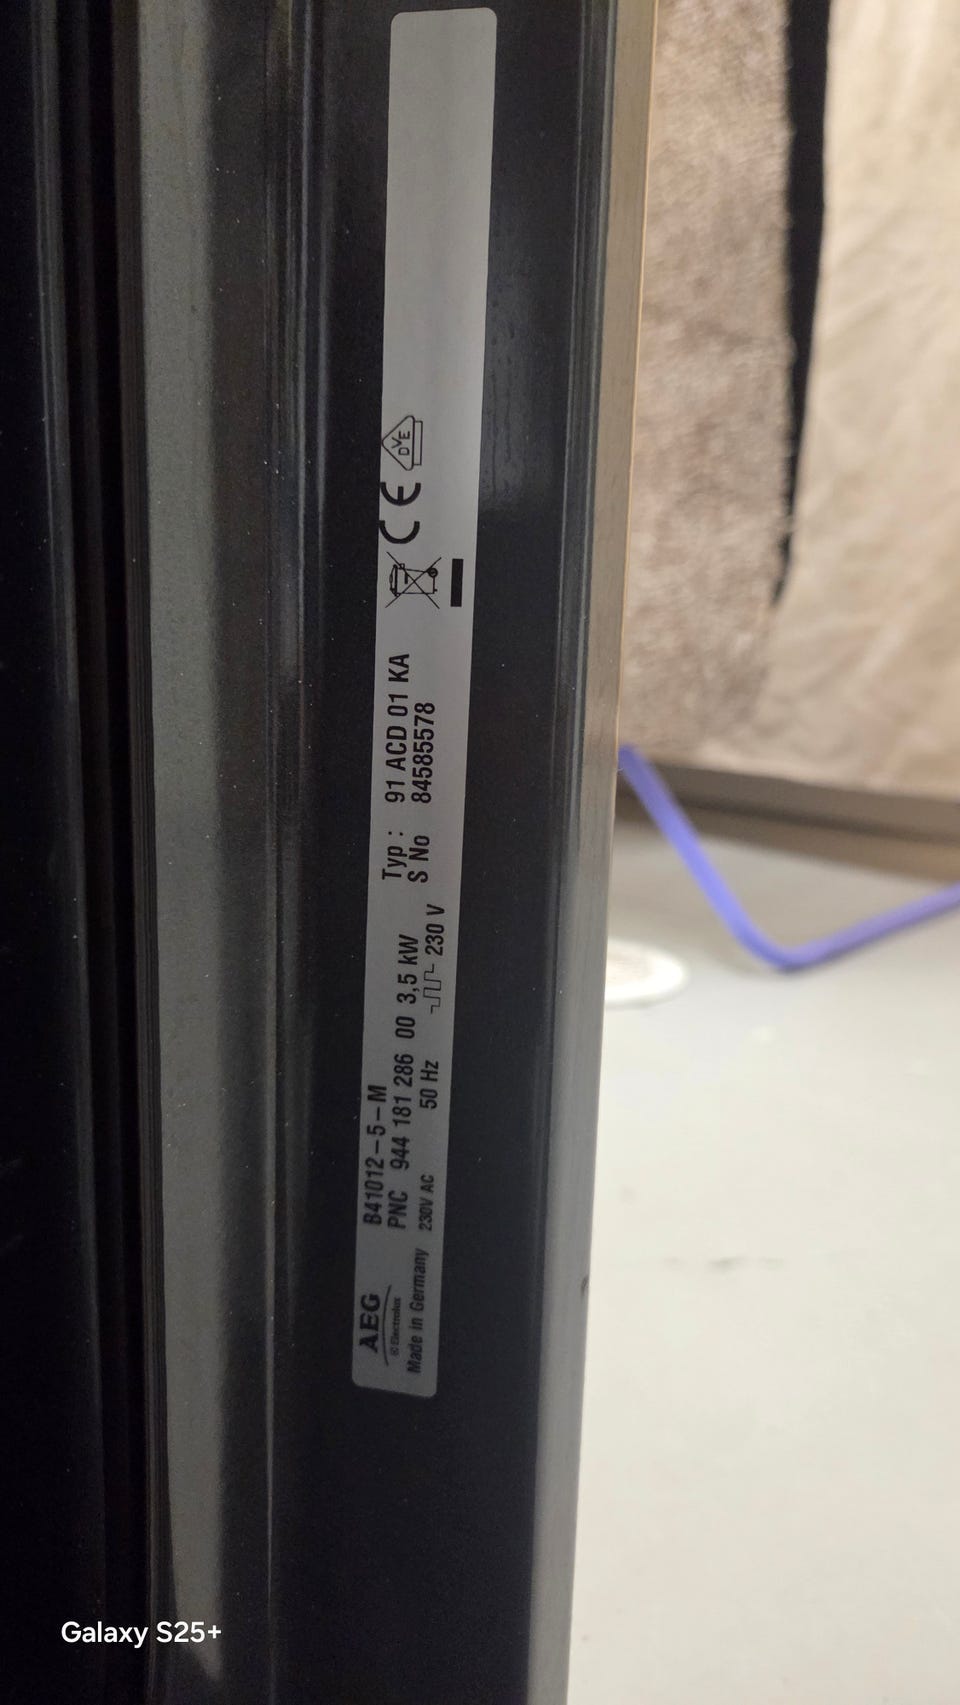 AEG
Electrolux
Made in Germany
B41012-5-M
PNC 944 181 286 00 3,5 kW
230V AC 50 Hz 230 V
Typ : 91 ACD 01 KA
S No 84585578
CE
DVE
Galaxy S25+